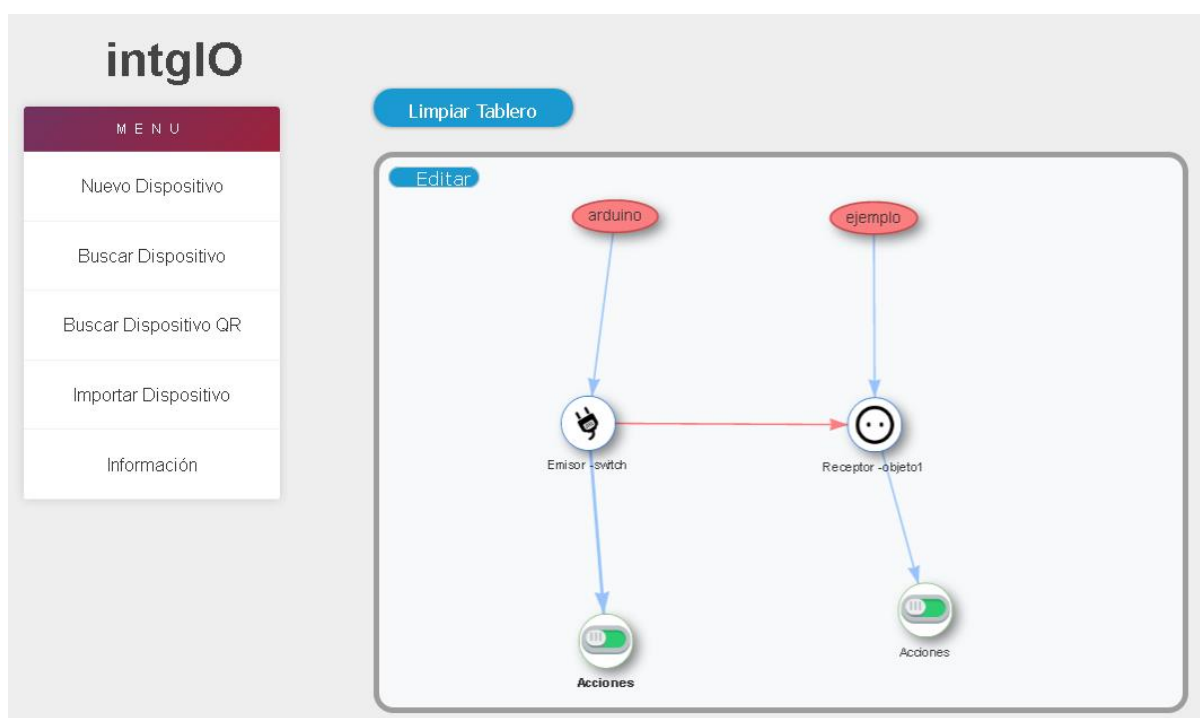 intgIO
MENU
Nuevo Dispositivo
Buscar Dispositivo
Buscar Dispositivo QR
Importar Dispositivo
Información
Limpiar Tablero
Editar
arduino
ejemplo
Emisor -switch
Receptor -objeto1
Acciones
Acciones